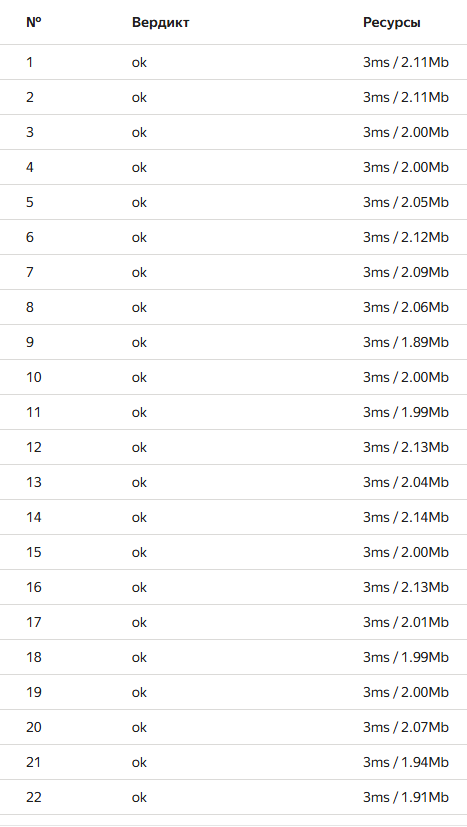 № Вердикт Ресурсы
1 ok 3ms / 2.11Mb
2 ok 3ms / 2.11Mb
3 ok 3ms / 2.00Mb
4 ok 3ms / 2.00Mb
5 ok 3ms / 2.05Mb
6 ok 3ms / 2.12Mb
7 ok 3ms / 2.09Mb
8 ok 3ms / 2.06Mb
9 ok 3ms / 1.89Mb
10 ok 3ms / 2.00Mb
11 ok 3ms / 1.99Mb
12 ok 3ms / 2.13Mb
13 ok 3ms / 2.04Mb
14 ok 3ms / 2.14Mb
15 ok 3ms / 2.00Mb
16 ok 3ms / 2.13Mb
17 ok 3ms / 2.01Mb
18 ok 3ms / 1.99Mb
19 ok 3ms / 2.00Mb
20 ok 3ms / 2.07Mb
21 ok 3ms / 1.94Mb
22 ok 3ms / 1.91Mb